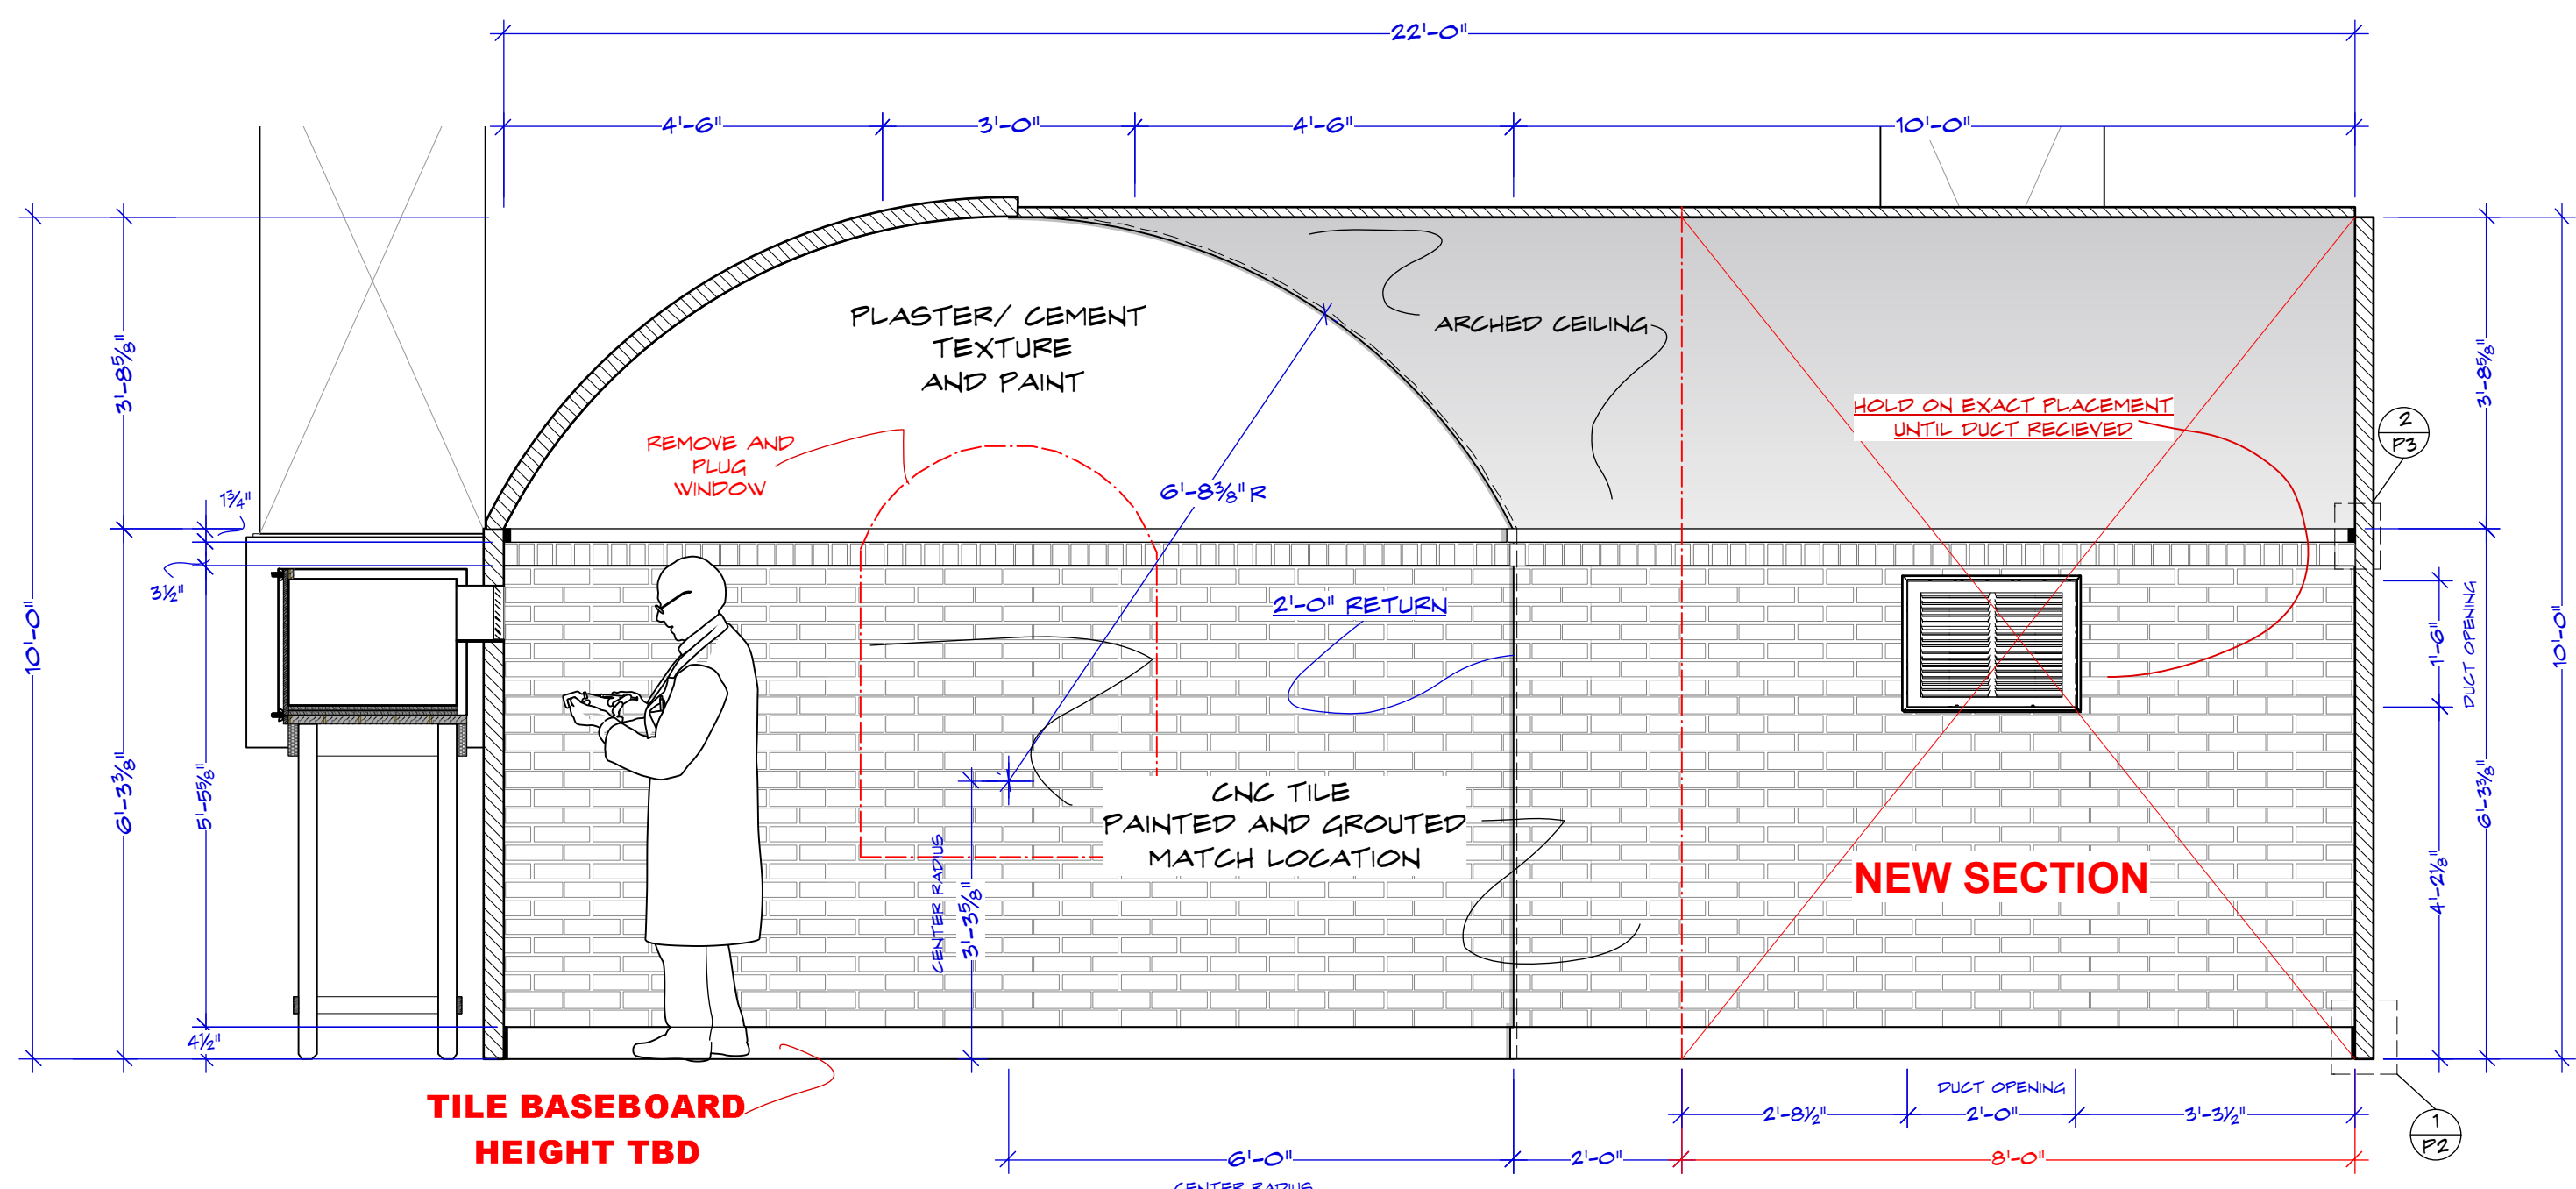 22'-0"
4'-6"
3'-0"
4'-6"
10'-0"
PLASTER/ CEMENT
TEXTURE
AND PAINT
ARCHED CEILING
HOLD ON EXACT PLACEMENT
UNTIL DUCT RECIEVED
REMOVE AND
PLUG
WINDOW
6'-8⅜" R
2
P3
3'-8⅝"
3'-8⅝"
1¾"
3½"
10'-0"
6'-3⅜"
5'-5⅝"
4½"
2'-0" RETURN
1'-6"
DUCT OPENING
10'-0"
6'-3⅜"
4'-2⅛"
CNC TILE
PAINTED AND GROUTED
MATCH LOCATION
CENTER RADIUS
3'-3⅝"
NEW SECTION
TILE BASEBOARD
HEIGHT TBD
DUCT OPENING
2'-8½"
2'-0"
3'-3½"
1
P2
6'-0"
2'-0"
8'-0"
CENTER RADIUS